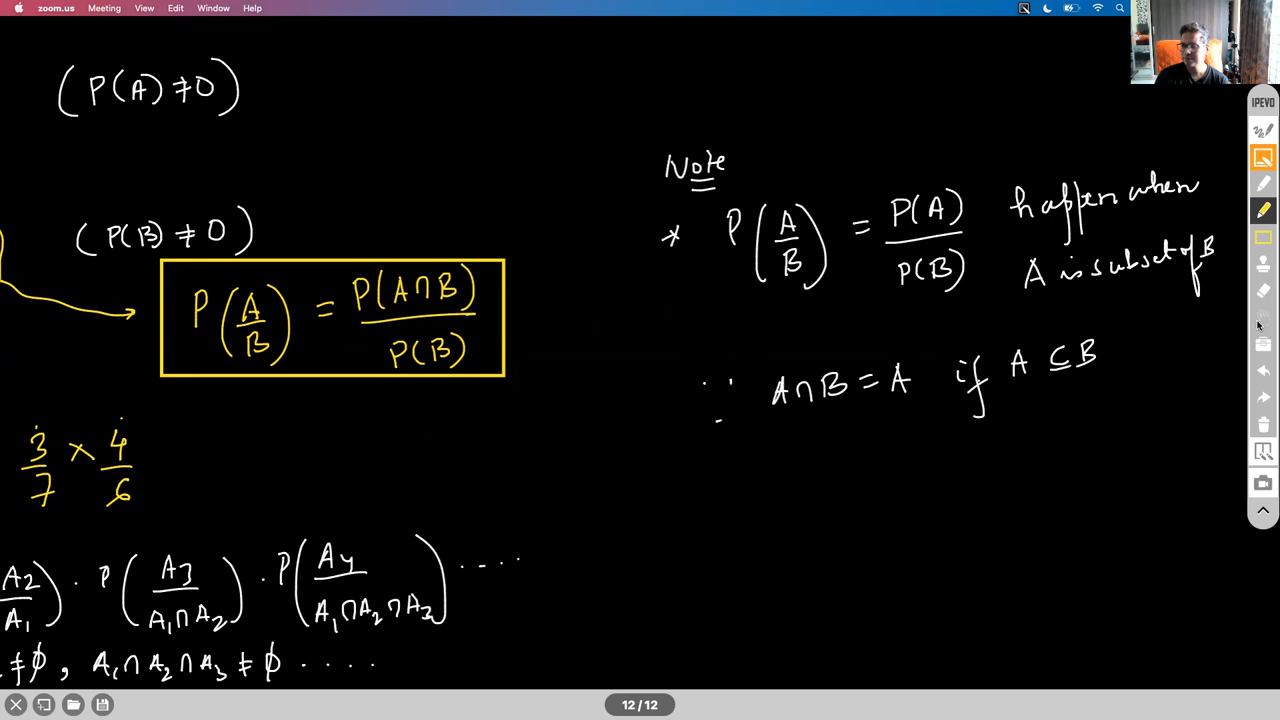 zoom.us Meeting View Edit Window Help
IPEVO
(P(A) ≠ 0)
(P(B) ≠ 0)
P(A/B) = P(A∩B)/P(B)
3/7 × 4/6
A2/A1) · P(A3/A1∩A2) · P(A4/A1∩A2∩A3) ....
≠ϕ, A1∩A2∩A3 ≠ ϕ ....
Note
* P(A/B) = P(A)/P(B) happen when
A is subset of B
∵ A∩B = A if A ⊆ B
12 / 12